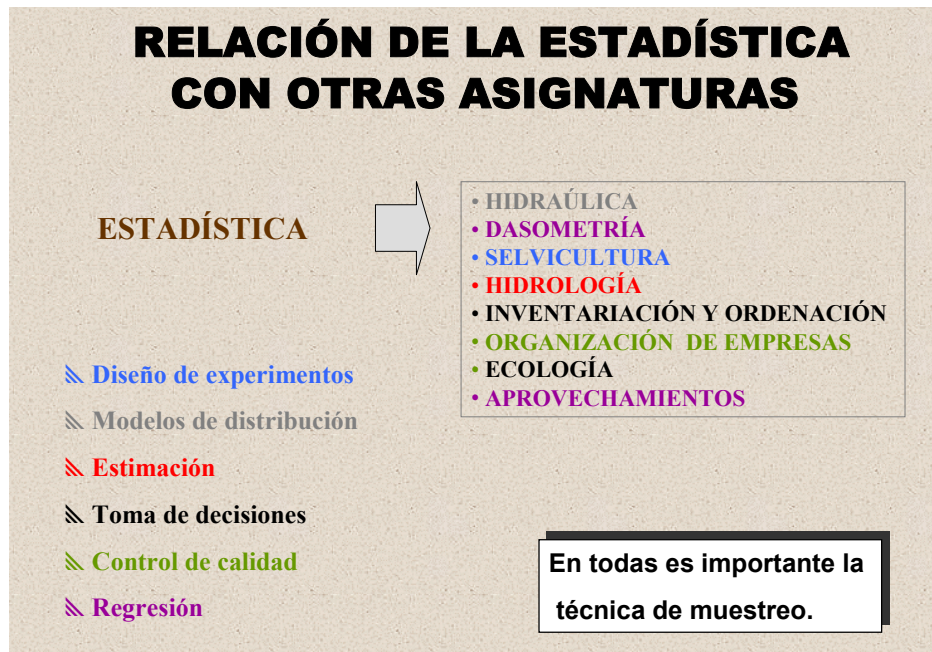 RELACIÓN DE LA ESTADÍSTICA
CON OTRAS ASIGNATURAS
ESTADÍSTICA
• HIDRAÚLICA
• DASOMETRÍA
• SELVICULTURA
• HIDROLOGÍA
• INVENTARIACIÓN Y ORDENACIÓN
• ORGANIZACIÓN DE EMPRESAS
• ECOLOGÍA
• APROVECHAMIENTOS
Diseño de experimentos
Modelos de distribución
Estimación
Toma de decisiones
Control de calidad
Regresión
En todas es importante la
técnica de muestreo.